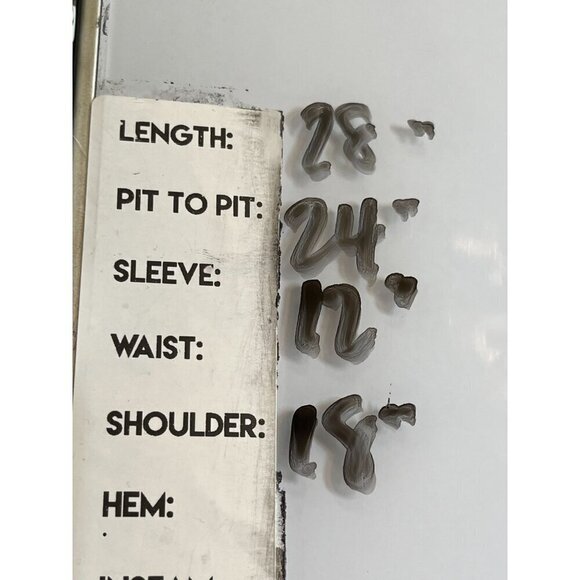 LENGTH: 28"
PIT TO PIT: 24"
SLEEVE: 12"
WAIST:
SHOULDER: 18"
HEM: